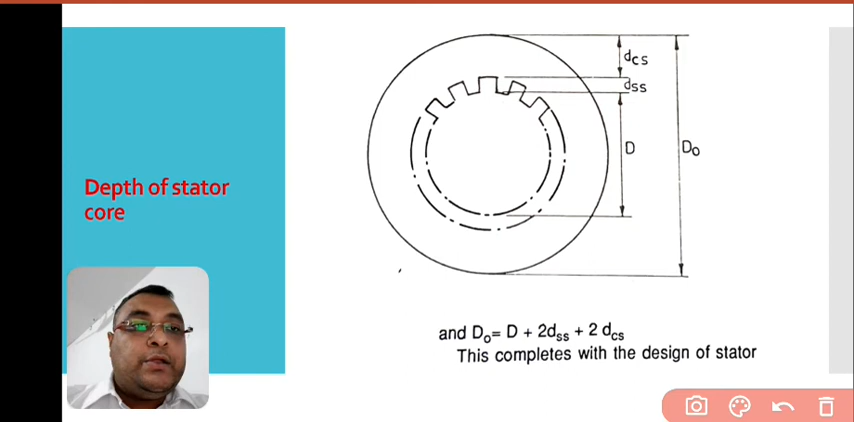 Depth of stator
core
dcs
dss
D
Do
and Do= D + 2dss + 2 dcs
This completes with the design of stator